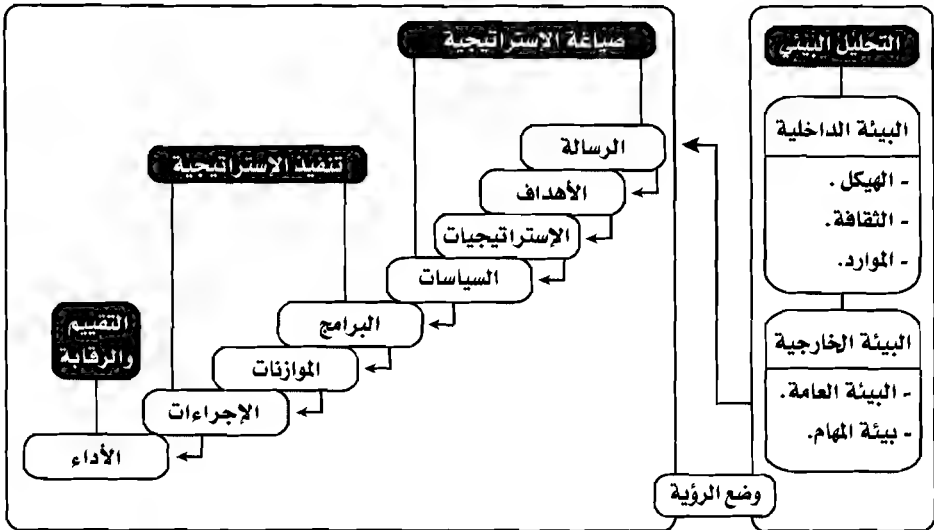 التحليل البيئي
البيئة الداخلية
- الهيكل.
- الثقافة.
- الموارد.
البيئة الخارجية
- البيئة العامة.
- بيئة المهام.
وضع الرؤية
صياغة الإستراتيجية
الرسالة
الأهداف
الإستراتيجيات
السياسات
تنفيذ الإستراتيجية
البرامج
الموازنات
الإجراءات
التقييم
والرقابة
الأداء